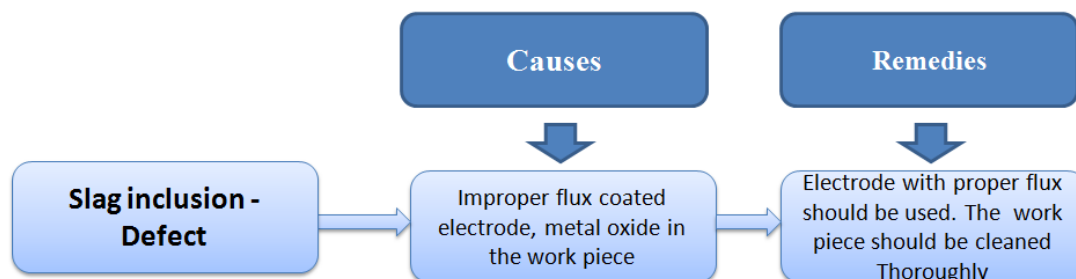 Causes
Remedies
Slag inclusion -
Defect
Improper flux coated
electrode, metal oxide in
the work piece
Electrode with proper flux
should be used. The work
piece should be cleaned
Thoroughly